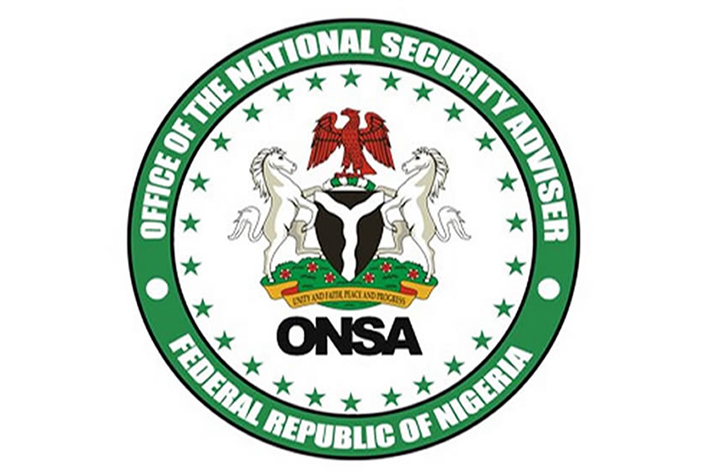 OFFICE OF THE NATIONAL SECURITY ADVISER
UNITY AND FAITH, PEACE AND PROGRESS
ONSA
FEDERAL REPUBLIC OF NIGERIA